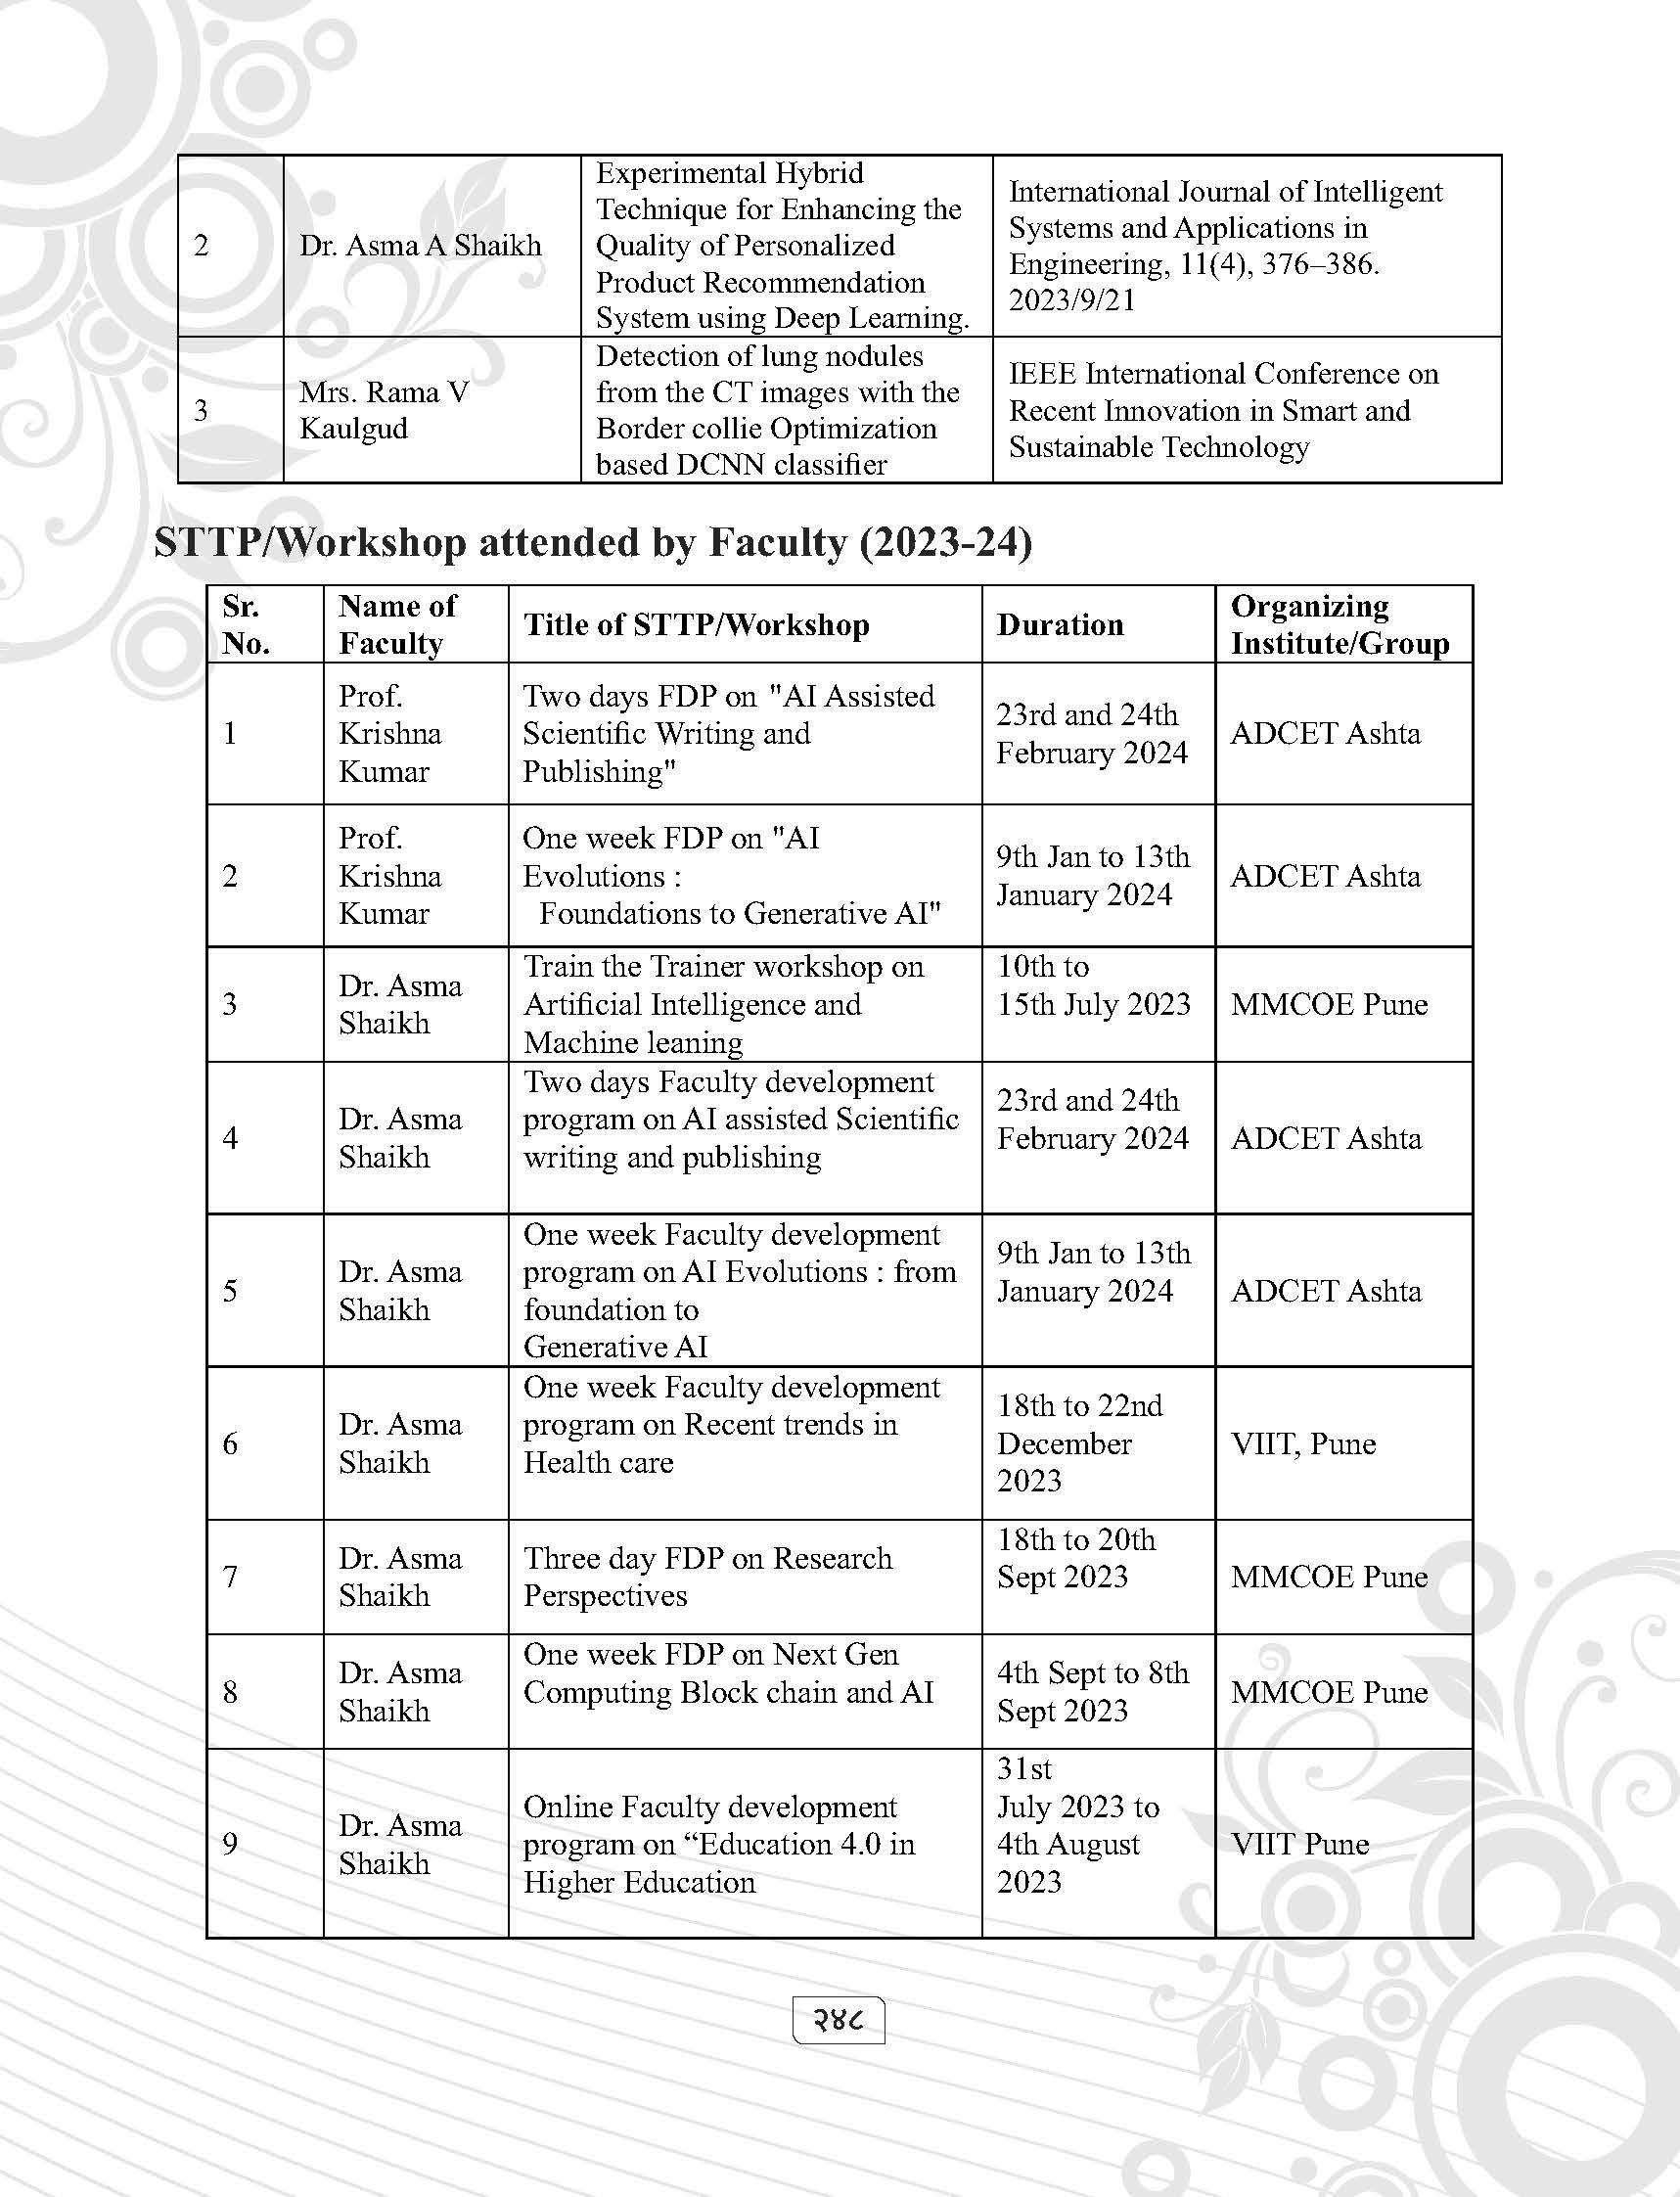 2
Dr. Asma A Shaikh
Experimental Hybrid
Technique for Enhancing the
Quality of Personalized
Product Recommendation
System using Deep Learning.
International Journal of Intelligent
Systems and Applications in
Engineering, 11(4), 376–386.
2023/9/21
3
Mrs. Rama V
Kaulgud
Detection of lung nodules
from the CT images with the
Border collie Optimization
based DCNN classifier
IEEE International Conference on
Recent Innovation in Smart and
Sustainable Technology
STTP/Workshop attended by Faculty (2023-24)
Sr.
No.
Name of
Faculty
Title of STTP/Workshop
Duration
Organizing
Institute/Group
1
Prof.
Krishna
Kumar
Two days FDP on "AI Assisted
Scientific Writing and
Publishing"
23rd and 24th
February 2024
ADCET Ashta
2
Prof.
Krishna
Kumar
One week FDP on "AI
Evolutions :
Foundations to Generative AI"
9th Jan to 13th
January 2024
ADCET Ashta
3
Dr. Asma
Shaikh
Train the Trainer workshop on
Artificial Intelligence and
Machine leaning
10th to
15th July 2023
MMCOE Pune
4
Dr. Asma
Shaikh
Two days Faculty development
program on AI assisted Scientific
writing and publishing
23rd and 24th
February 2024
ADCET Ashta
5
Dr. Asma
Shaikh
One week Faculty development
program on AI Evolutions : from
foundation to
Generative AI
9th Jan to 13th
January 2024
ADCET Ashta
6
Dr. Asma
Shaikh
One week Faculty development
program on Recent trends in
Health care
18th to 22nd
December
2023
VIIT, Pune
7
Dr. Asma
Shaikh
Three day FDP on Research
Perspectives
18th to 20th
Sept 2023
MMCOE Pune
8
Dr. Asma
Shaikh
One week FDP on Next Gen
Computing Block chain and AI
4th Sept to 8th
Sept 2023
MMCOE Pune
9
Dr. Asma
Shaikh
Online Faculty development
program on “Education 4.0 in
Higher Education
31st
July 2023 to
4th August
2023
VIIT Pune
२४८